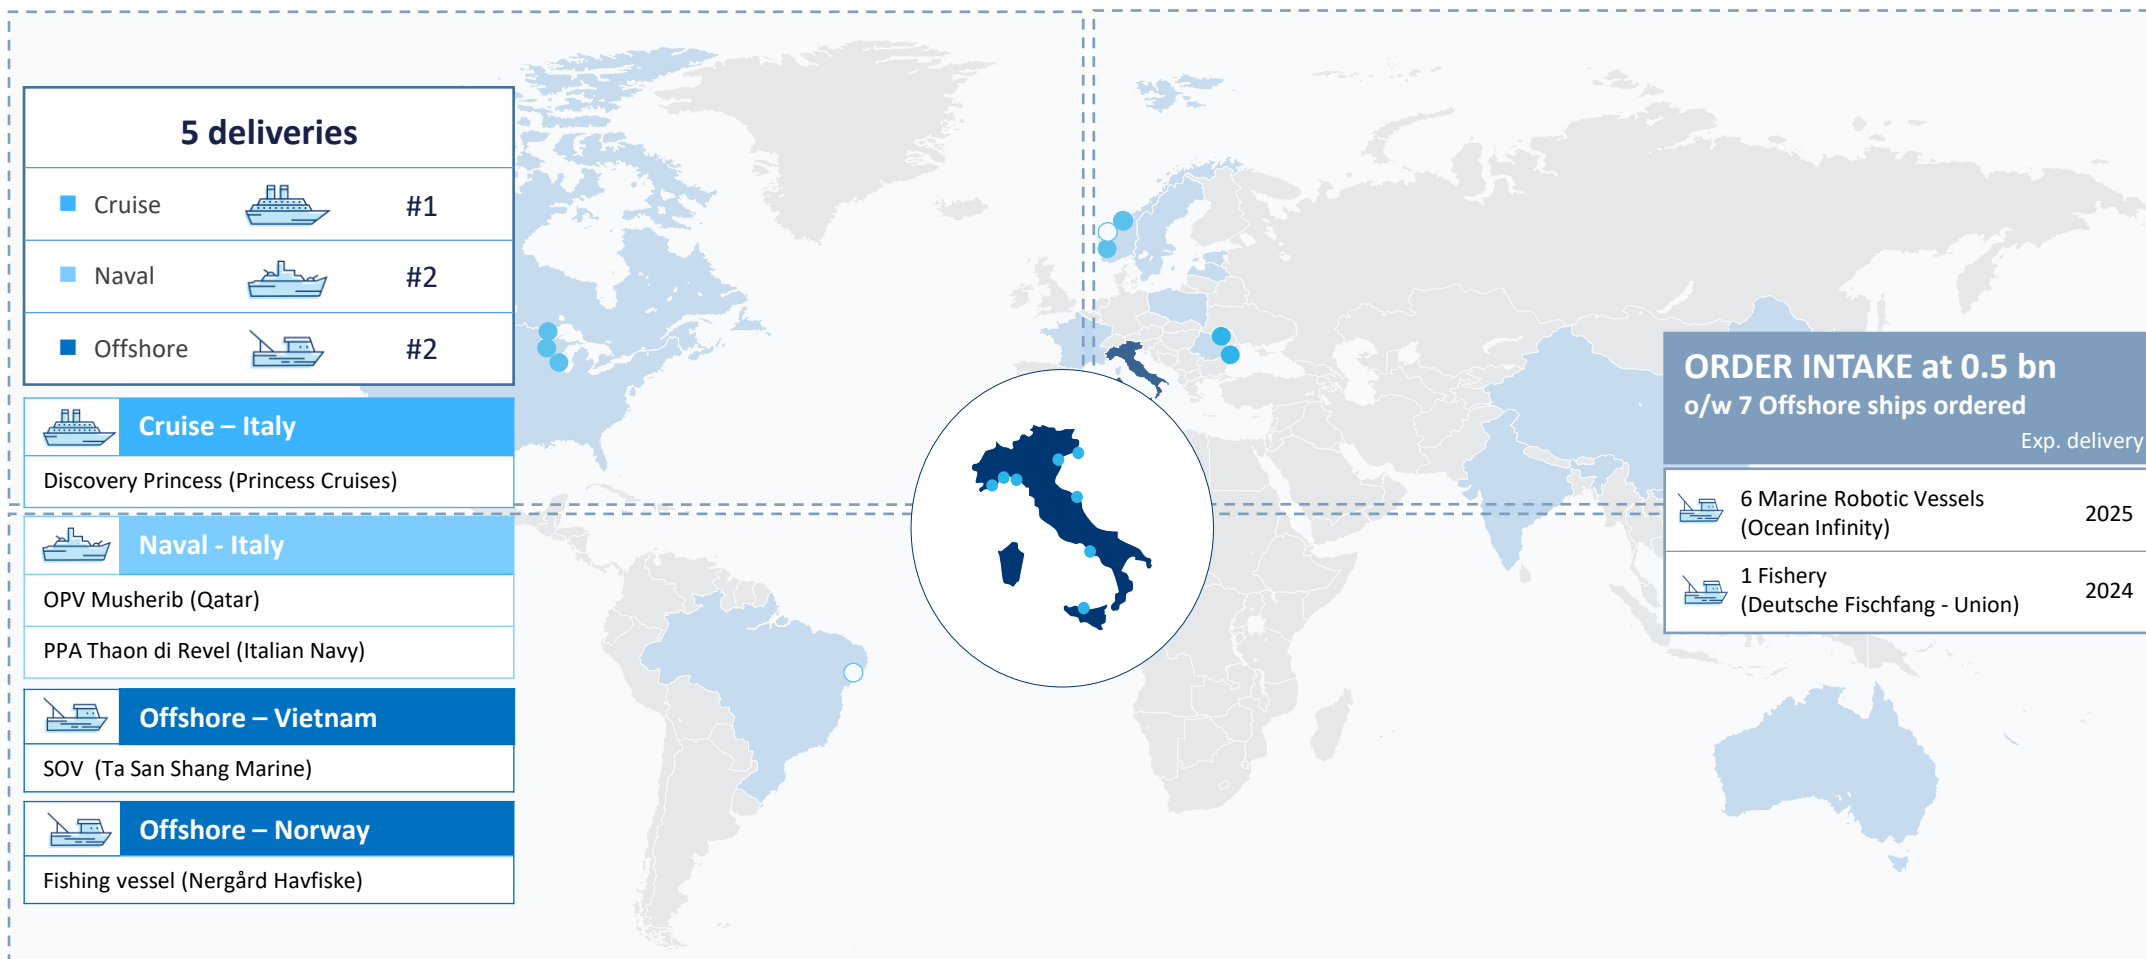 5 deliveries
Cruise #1
Naval #2
Offshore #2
Cruise – Italy
Discovery Princess (Princess Cruises)
Naval - Italy
OPV Musherib (Qatar)
PPA Thaon di Revel (Italian Navy)
Offshore – Vietnam
SOV (Ta San Shang Marine)
Offshore – Norway
Fishing vessel (Nergård Havfiske)
ORDER INTAKE at 0.5 bn
o/w 7 Offshore ships ordered
Exp. delivery
6 Marine Robotic Vessels
(Ocean Infinity) 2025
1 Fishery
(Deutsche Fischfang - Union) 2024